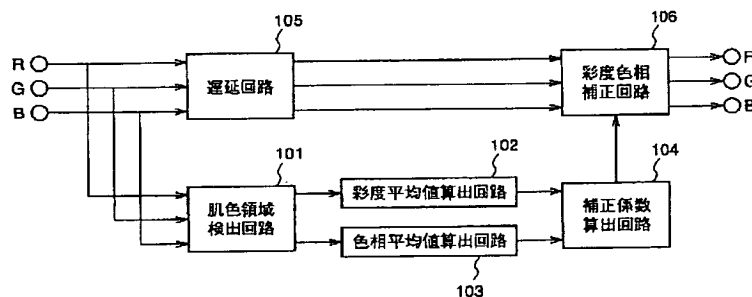 105
106
R
G
B
遅延回路
彩度色相
補正回路
R
G
B
101
102
104
肌色領域
検出回路
彩度平均値算出回路
色相平均値算出回路
補正係数
算出回路
103